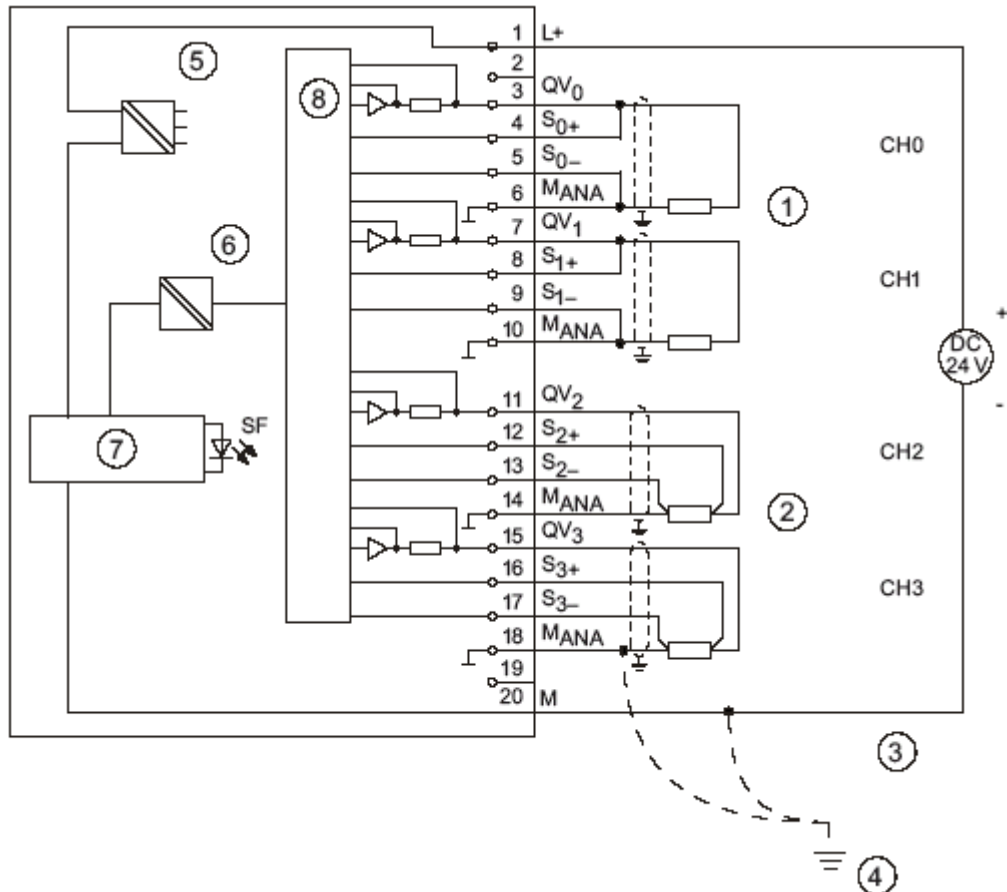 1 L+
2
3 QV0
4 S0+
5 S0–
6 MANA
7 QV1
8 S1+
9 S1–
10 MANA
11 QV2
12 S2+
13 S2–
14 MANA
15 QV3
16 S3+
17 S3–
18 MANA
19
20 M
5
8
6
7
SF
CH0
1
CH1
+
DC
24 V
-
CH2
2
CH3
3
4